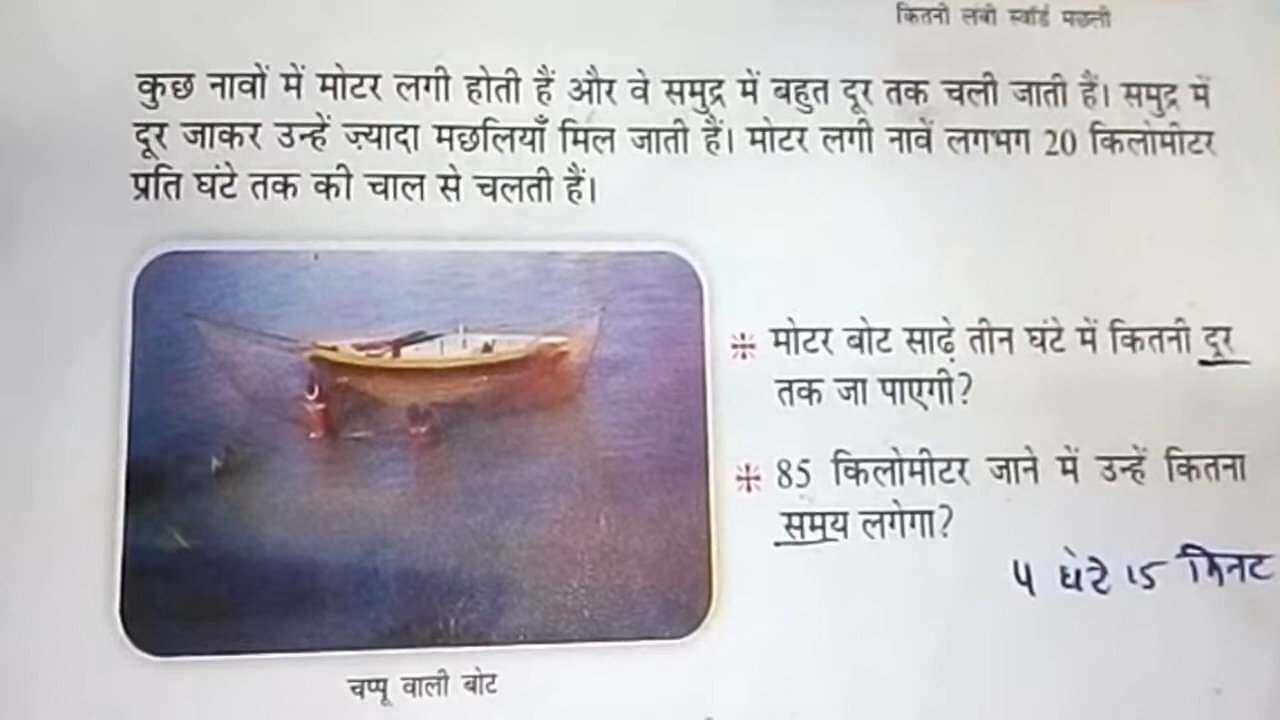 कितनी लंबी स्वॉर्ड मछली
कुछ नावों में मोटर लगी होती हैं और वे समुद्र में बहुत दूर तक चली जाती हैं। समुद्र में
दूर जाकर उन्हें ज़्यादा मछलियाँ मिल जाती हैं। मोटर लगी नावें लगभग 20 किलोमीटर
प्रति घंटे तक की चाल से चलती हैं।
मोटर बोट साढ़े तीन घंटे में कितनी दूर
तक जा पाएगी?
85 किलोमीटर जाने में उन्हें कितना
समय लगेगा?
4 घंटे 15 मिनट
चप्पू वाली बोट